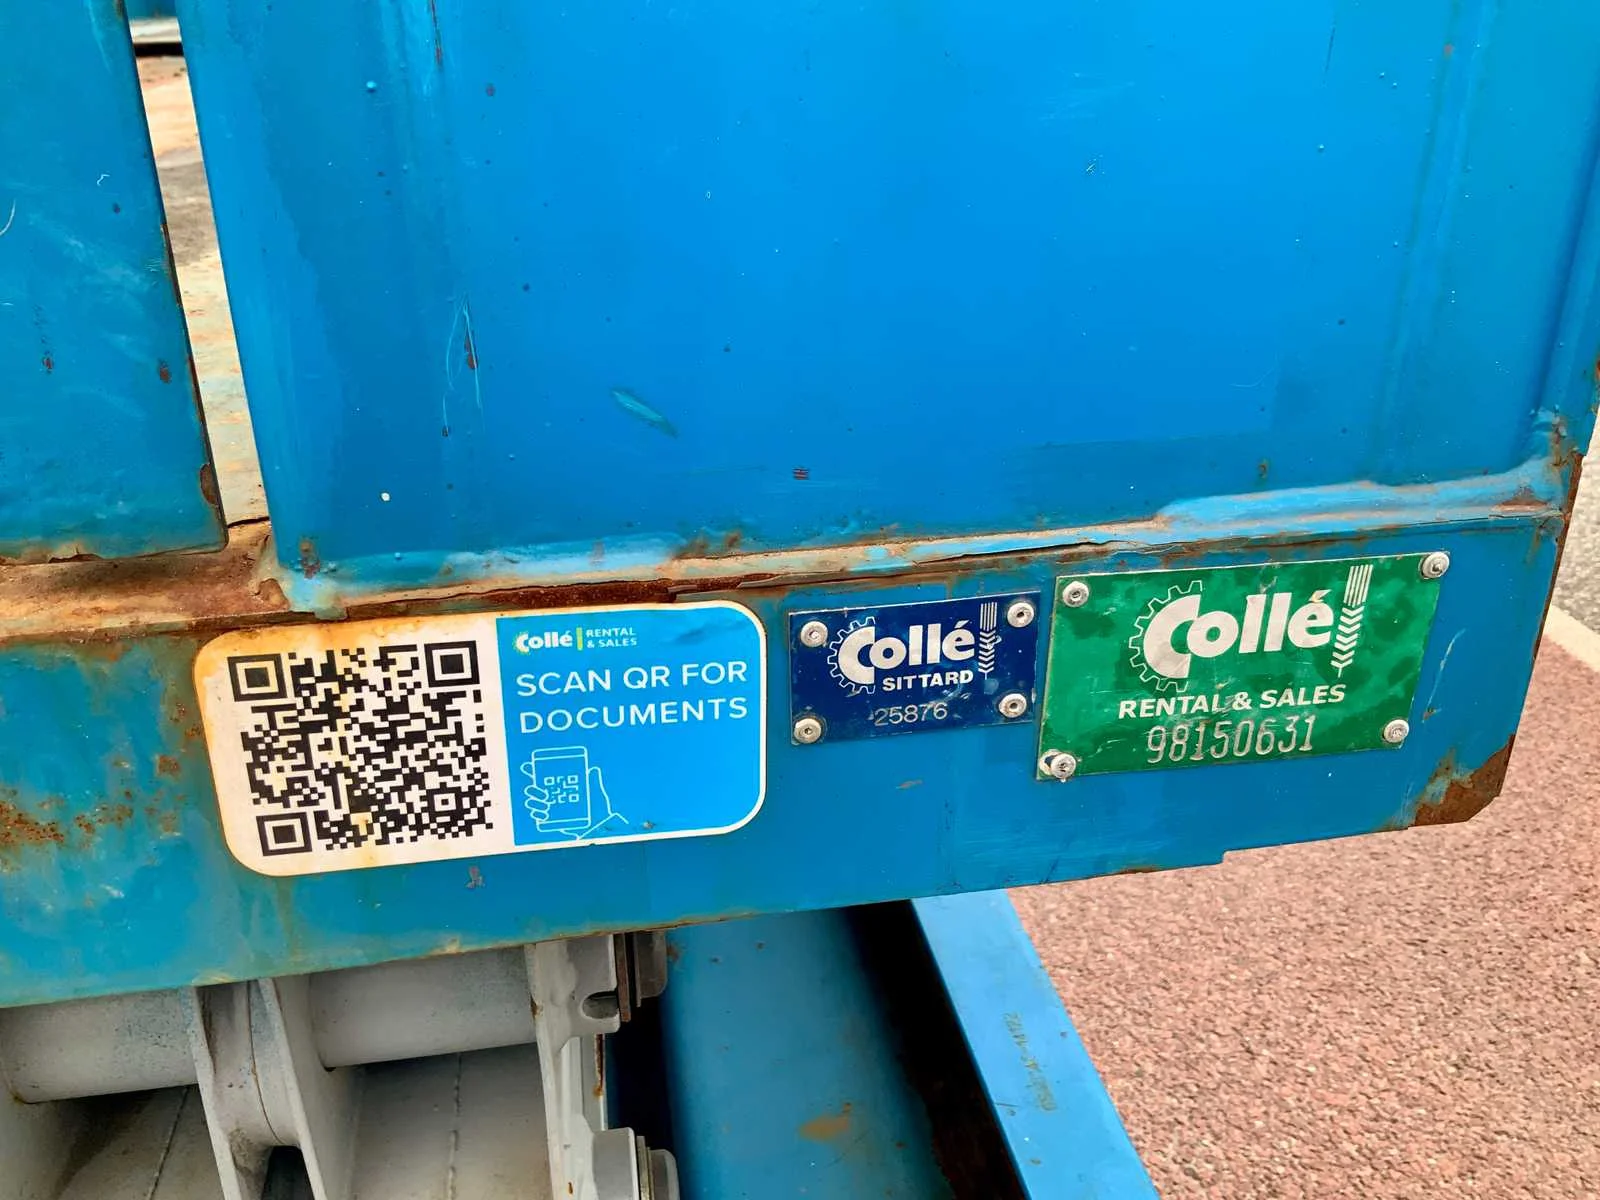 Collé RENTAL & SALES
SCAN QR FOR
DOCUMENTS
Collé
SITTARD
25876
Collé
RENTAL & SALES
98150631